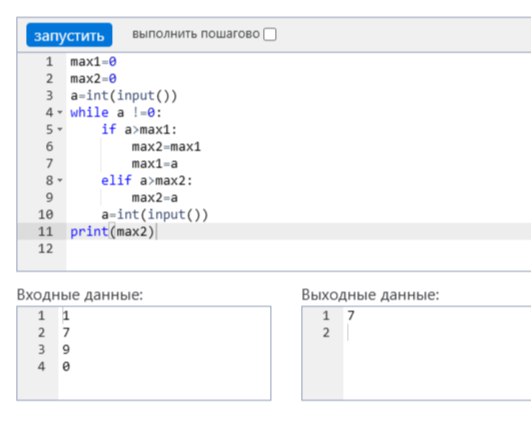 запустить выполнить пошагово
1 max1=0
2 max2=0
3 a=int(input())
4 while a !=0:
5 if a>max1:
6 max2=max1
7 max1=a
8 elif a>max2:
9 max2=a
10 a=int(input())
11 print(max2)
12
Входные данные: Выходные данные:
1 1 1 7
2 7 2
3 9
4 0